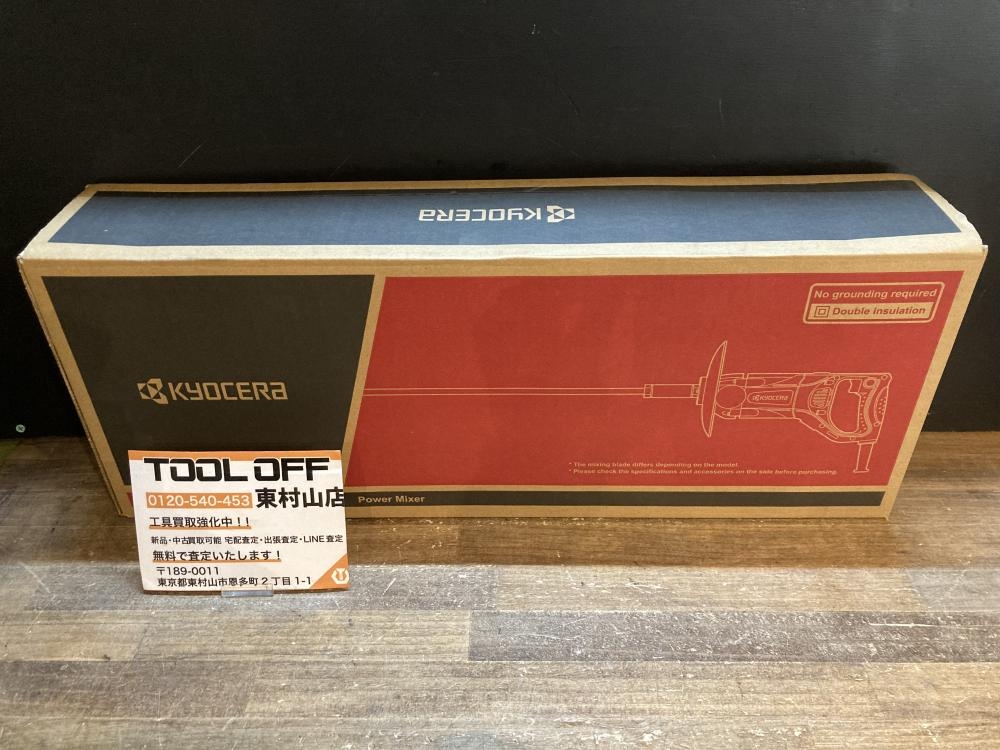 KYOCERA
No grounding required
Double Insulation
KYOCERA
KYOCERA
* The mixing blade differs depending on the model.
* Please check the specifications and accessories on the side before purchasing.
Power Mixer
TOOL OFF
0120-540-453 東村山店
工具買取強化中！！
新品・中古買取可能 宅配査定・出張査定・LINE査定
無料で査定いたします！
〒189-0011
東京都東村山市恩多町2丁目1-1